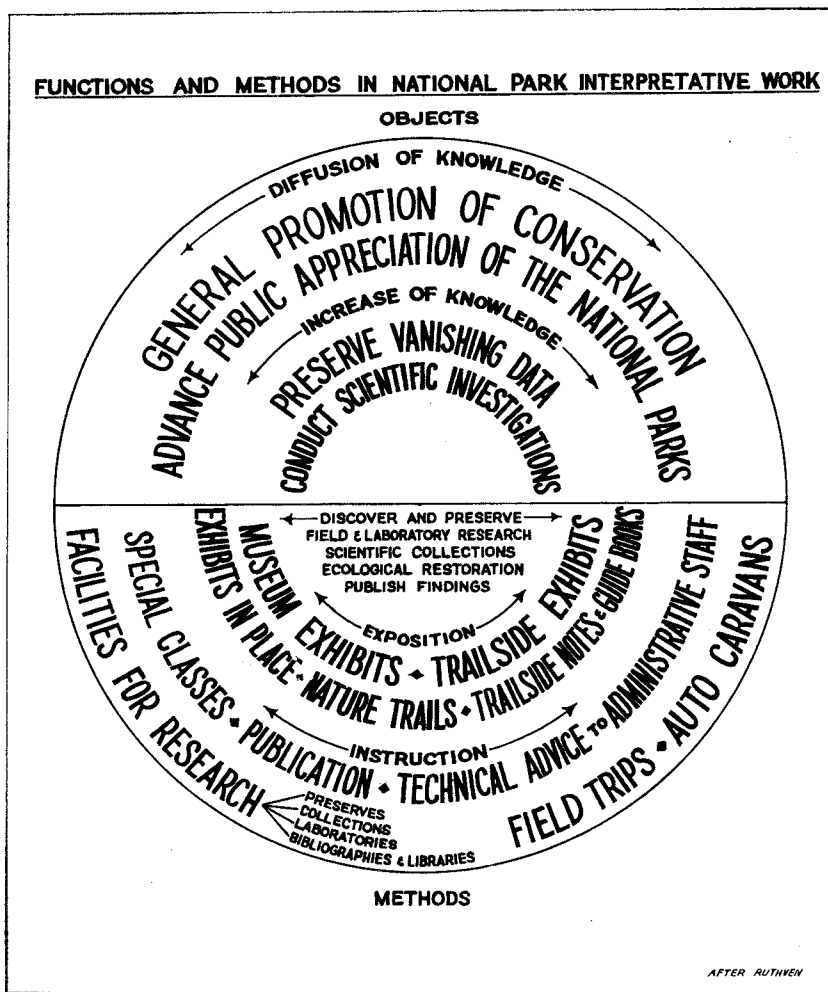 FUNCTIONS AND METHODS IN NATIONAL PARK INTERPRETATIVE WORK
OBJECTS
DIFFUSION OF KNOWLEDGE
GENERAL PROMOTION OF CONSERVATION
ADVANCE PUBLIC APPRECIATION OF THE NATIONAL PARKS
INCREASE OF KNOWLEDGE
PRESERVE VANISHING DATA
CONDUCT SCIENTIFIC INVESTIGATIONS
DISCOVER AND PRESERVE
FIELD & LABORATORY RESEARCH
SCIENTIFIC COLLECTIONS
ECOLOGICAL RESTORATION
PUBLISH FINDINGS
EXPOSITION
MUSEUM EXHIBITS • TRAILSIDE EXHIBITS
EXHIBITS IN PLACE • NATURE TRAILS • TRAILSIDE NOTES & GUIDE BOOKS
INSTRUCTION
SPECIAL CLASSES • PUBLICATION • TECHNICAL ADVICE TO ADMINISTRATIVE STAFF
FACILITIES FOR RESEARCH
PRESERVES
COLLECTIONS
LABORATORIES
BIBLIOGRAPHIES & LIBRARIES
FIELD TRIPS • AUTO CARAVANS
METHODS
AFTER RUTHVEN